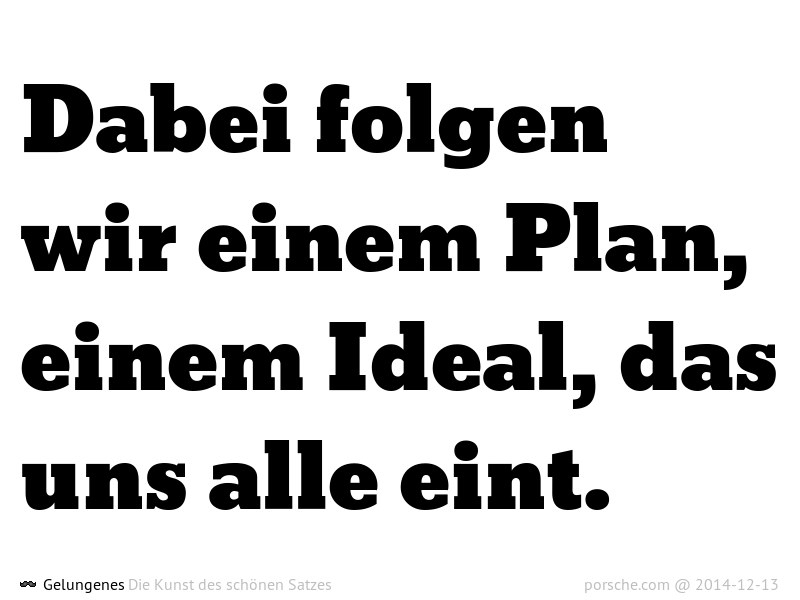 Dabei folgen
wir einem Plan,
einem Ideal, das
uns alle eint.
Gelungenes Die Kunst des schönen Satzes
porsche.com @ 2014-12-13